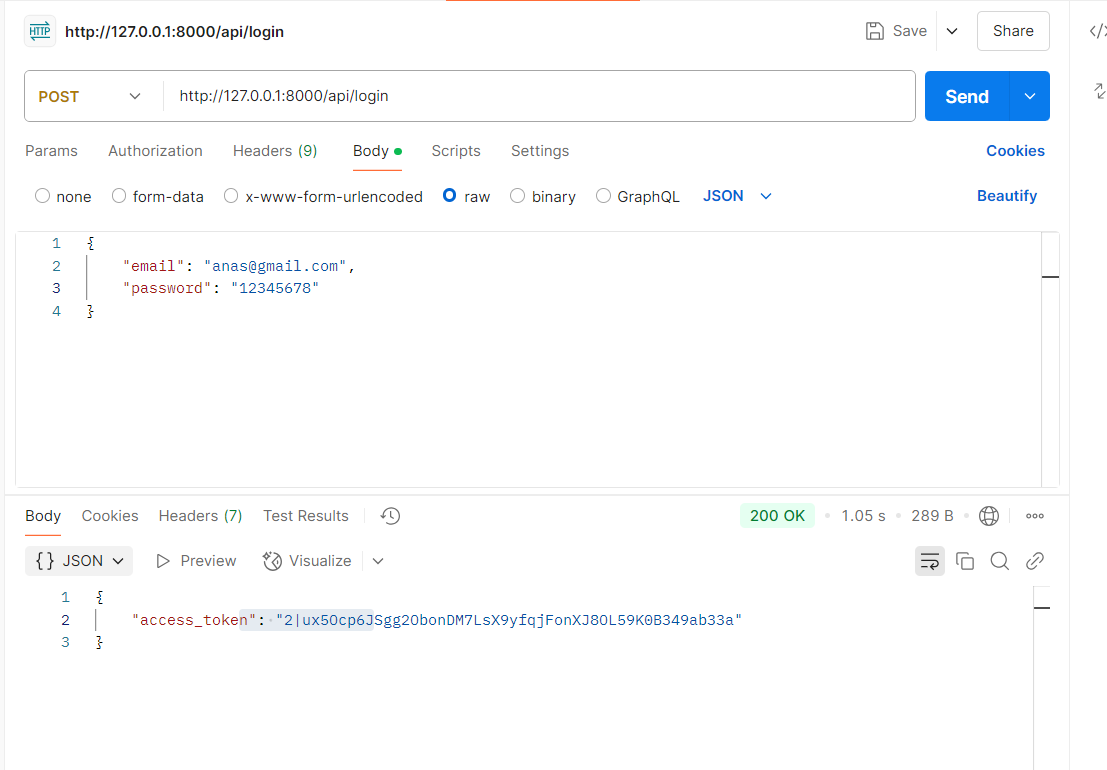 HTTP http://127.0.0.1:8000/api/login Save Share
POST http://127.0.0.1:8000/api/login Send
Params Authorization Headers (9) Body Scripts Settings Cookies
none form-data x-www-form-urlencoded raw binary GraphQL JSON Beautify
1 {
2 "email": "anas@gmail.com",
3 "password": "12345678"
4 }
Body Cookies Headers (7) Test Results 200 OK 1.05 s 289 B
{} JSON Preview Visualize
1 {
2 "access_token": "2|ux5Ocp6JSgg2ObonDM7LsX9yfqjFonXJ8OL59K0B349ab33a"
3 }